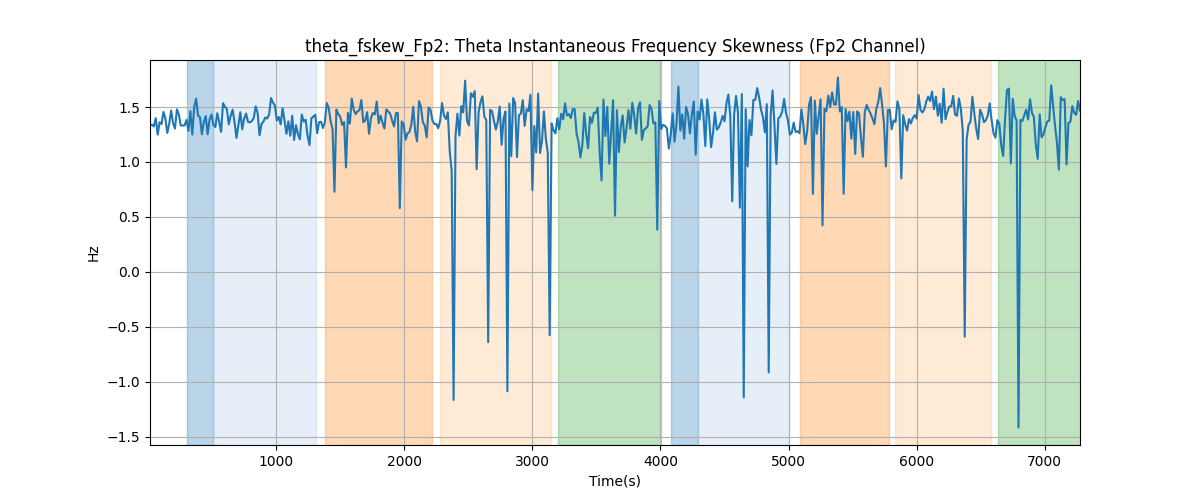 theta_fskew_Fp2: Theta Instantaneous Frequency Skewness (Fp2 Channel)
Hz
1.5
1.0
0.5
0.0
−0.5
−1.0
−1.5
1000 2000 3000 4000 5000 6000 7000
Time(s)